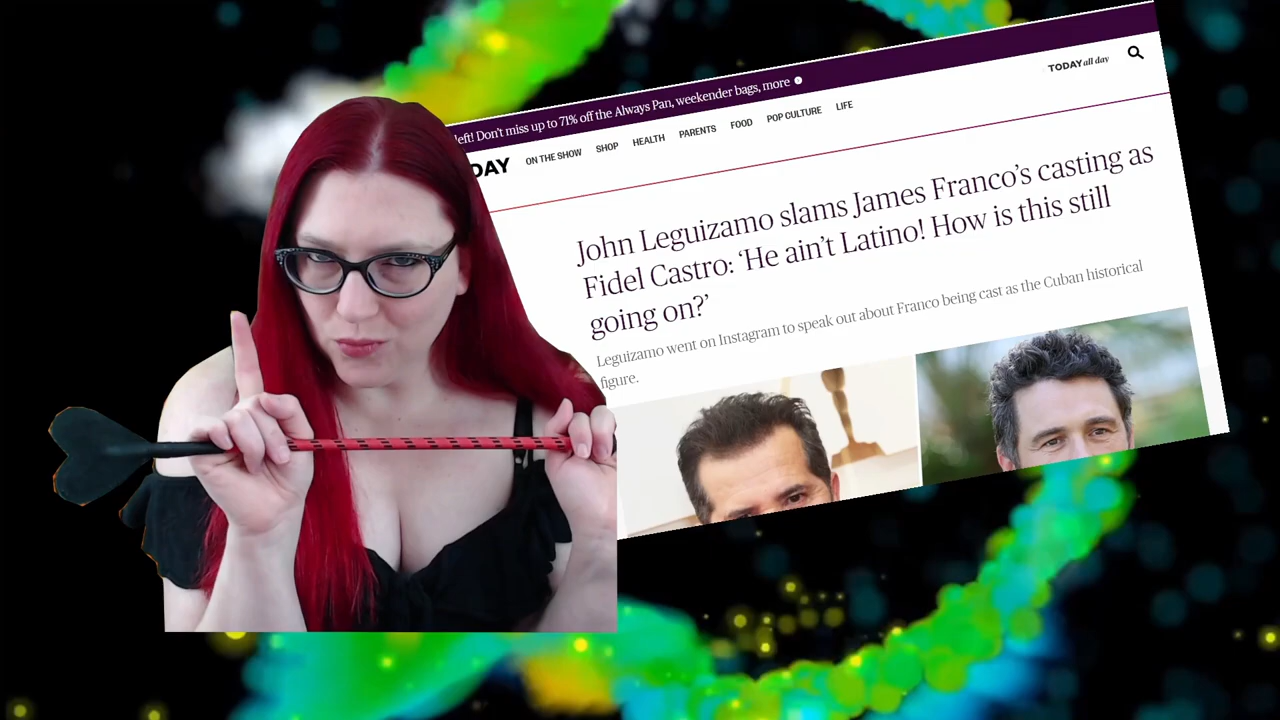 left! Don't miss up to 71% off the Always Pan, weekender bags, more
TODAY all day
DAY ON THE SHOW SHOP HEALTH PARENTS FOOD POP CULTURE LIFE
John Leguizamo slams James Franco's casting as
Fidel Castro: 'He ain't Latino! How is this still
going on?'
Leguizamo went on Instagram to speak out about Franco being cast as the Cuban historical
figure.